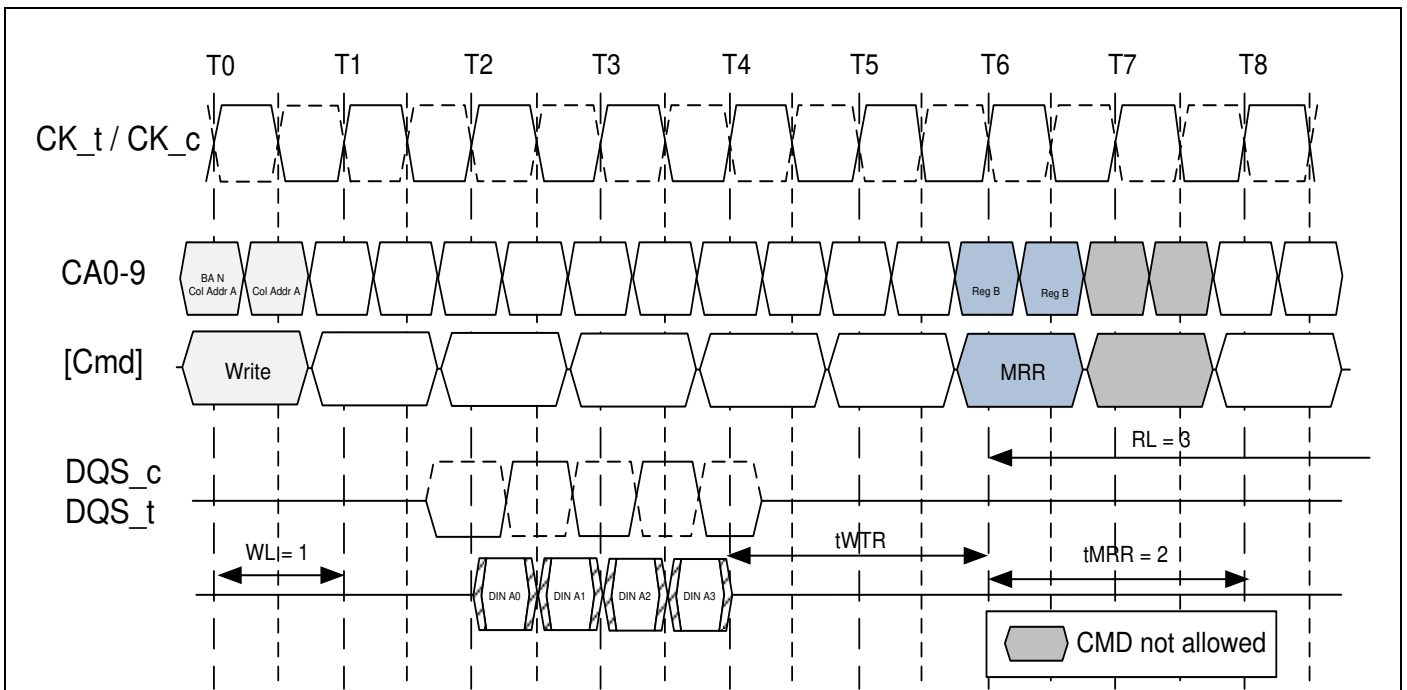 T0 T1 T2 T3 T4 T5 T6 T7 T8
CK_t / CK_c
CA0-9
BA N
Col Addr A
Col Addr A
Reg B
Reg B
[Cmd]
Write
MRR
RL = 3
DQS_c
DQS_t
WL = 1
tWTR
tMRR = 2
DIN A0
DIN A1
DIN A2
DIN A3
CMD not allowed